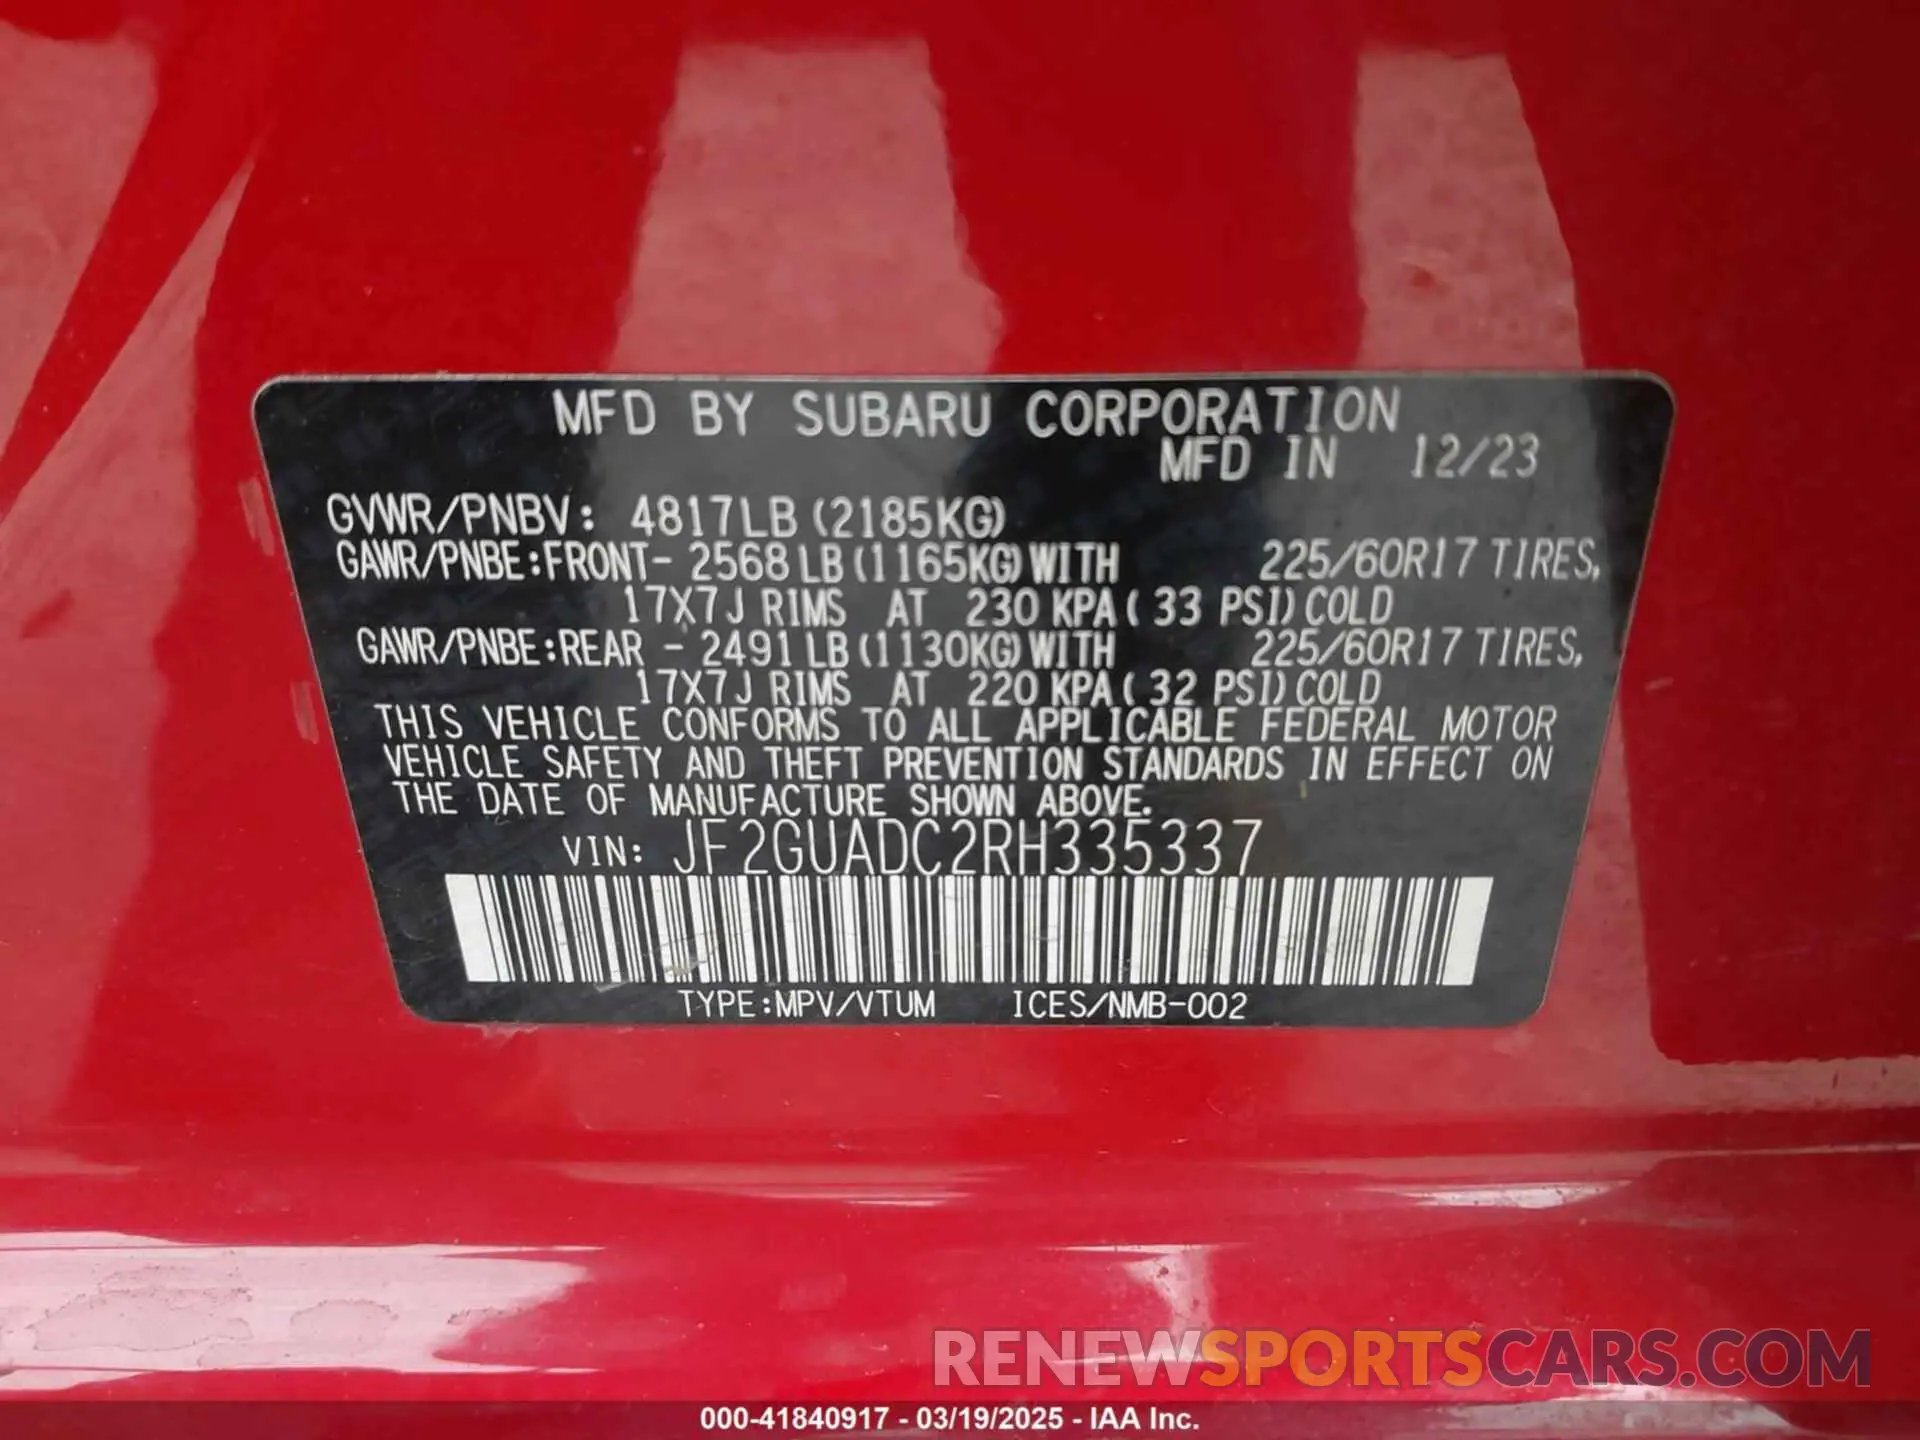 MFD BY SUBARU CORPORATION
MFD IN 12/23
GVWR/PNBV: 4817LB (2185KG)
GAWR/PNBE:FRONT- 2568LB (1165KG) WITH 225/60R17 TIRES,
17X7J RIMS AT 230 KPA ( 33 PSI) COLD
GAWR/PNBE:REAR - 2491LB (1130KG) WITH 225/60R17 TIRES,
17X7J RIMS AT 220 KPA ( 32 PSI) COLD
THIS VEHICLE CONFORMS TO ALL APPLICABLE FEDERAL MOTOR
VEHICLE SAFETY AND THEFT PREVENTION STANDARDS IN EFFECT ON
THE DATE OF MANUFACTURE SHOWN ABOVE.
VIN: JF2GUADC2RH335337
TYPE:MPV/VTUM ICES/NMB-002
RENEWSPORTSCARS.COM
000-41840917 - 03/19/2025 - IAA Inc.